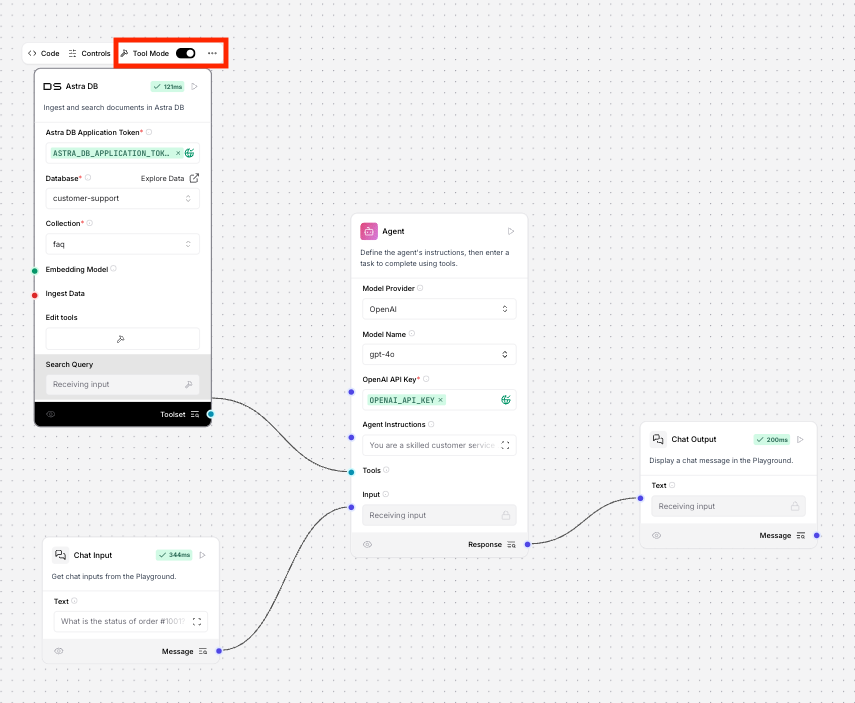 Code
Controls
Tool Mode
Astra DB
121ms
Ingest and search documents in Astra DB
Astra DB Application Token*
ASTRA_DB_APPLICATION_TOK...
Database*
Explore Data
customer-support
Collection*
faq
Embedding Model
Ingest Data
Edit tools
Search Query
Receiving input
Toolset
Agent
Define the agent's instructions, then enter a
task to complete using tools.
Model Provider
OpenAI
Model Name
gpt-4o
OpenAI API Key*
OPENAI_API_KEY
Agent Instructions
You are a skilled customer service
Tools
Input
Receiving input
Response
Chat Output
200ms
Display a chat message in the Playground.
Text
Receiving input
Message
Chat Input
344ms
Get chat inputs from the Playground.
Text
What is the status of order #1001?
Message